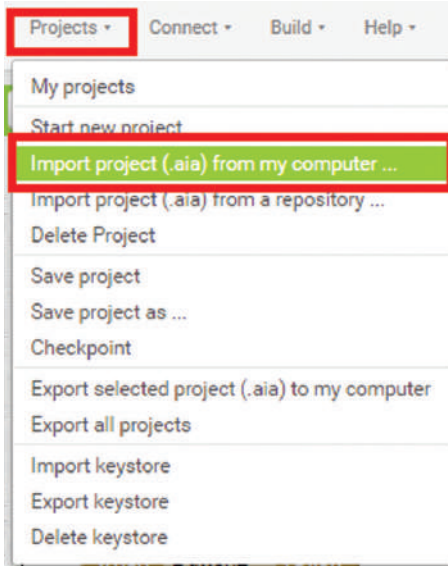 Projects Connect Build Help
My projects
Start new project
Import project (.aia) from my computer ...
Import project (.aia) from a repository ...
Delete Project
Save project
Save project as ...
Checkpoint
Export selected project (.aia) to my computer
Export all projects
Import keystore
Export keystore
Delete keystore